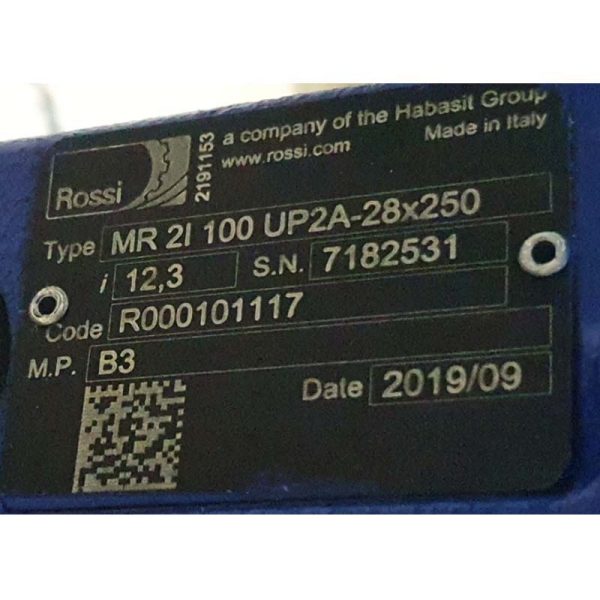 Rossi
2191153
a company of the Habasit Group
www.rossi.com
Made in Italy
Type MR 2I 100 UP2A-28x250
i 12,3 S.N. 7182531
Code R000101117
M.P. B3
Date 2019/09